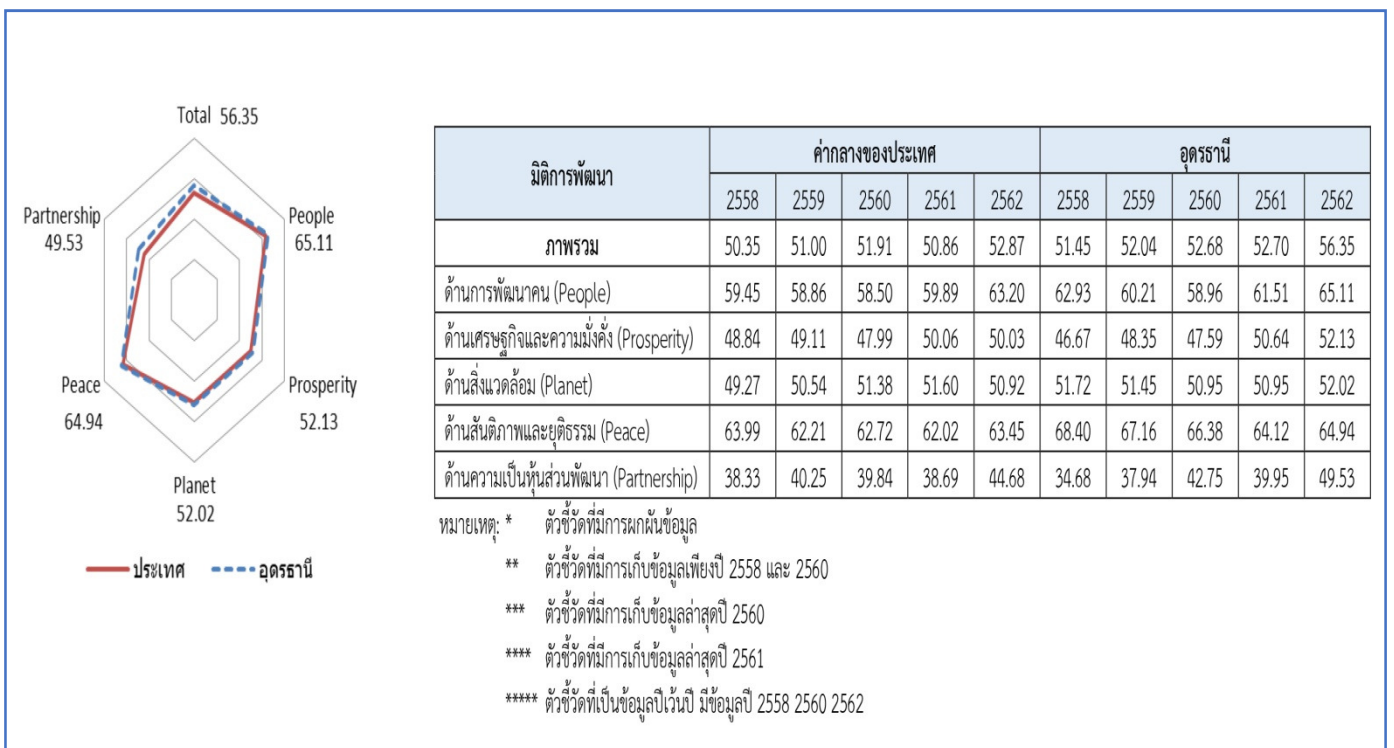 Total 56.35
People
65.11
Prosperity
52.13
Planet
52.02
Peace
64.94
Partnership
49.53
ประเทศ อุดรธานี
มิติการพัฒนา ค่ากลางของประเทศ อุดรธานี
2558 2559 2560 2561 2562 2558 2559 2560 2561 2562
ภาพรวม 50.35 51.00 51.91 50.86 52.87 51.45 52.04 52.68 52.70 56.35
ด้านการพัฒนาคน (People) 59.45 58.86 58.50 59.89 63.20 62.93 60.21 58.96 61.51 65.11
ด้านเศรษฐกิจและความมั่งคั่ง (Prosperity) 48.84 49.11 47.99 50.06 50.03 46.67 48.35 47.59 50.64 52.13
ด้านสิ่งแวดล้อม (Planet) 49.27 50.54 51.38 51.60 50.92 51.72 51.45 50.95 50.95 52.02
ด้านสันติภาพและยุติธรรม (Peace) 63.99 62.21 62.72 62.02 63.45 68.40 67.16 66.38 64.12 64.94
ด้านความเป็นหุ้นส่วนพัฒนา (Partnership) 38.33 40.25 39.84 38.69 44.68 34.68 37.94 42.75 39.95 49.53
หมายเหตุ: * ตัวชี้วัดที่มีการผกผันข้อมูล
** ตัวชี้วัดที่มีการเก็บข้อมูลเพียงปี 2558 และ 2560
*** ตัวชี้วัดที่มีการเก็บข้อมูลล่าสุดปี 2560
**** ตัวชี้วัดที่มีการเก็บข้อมูลล่าสุดปี 2561
***** ตัวชี้วัดที่เป็นข้อมูลปีเว้นปี มีข้อมูลปี 2558 2560 2562